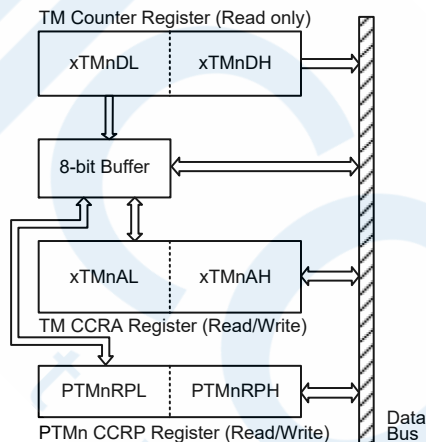 TM Counter Register (Read only)
xTMnDL xTMnDH
8-bit Buffer
xTMnAL xTMnAH
TM CCRA Register (Read/Write)
PTMnRPL PTMnRPH
PTMn CCRP Register (Read/Write)
Data
Bus